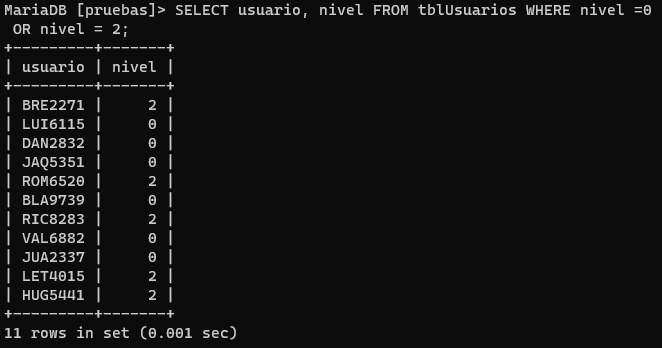 MariaDB [pruebas]> SELECT usuario, nivel FROM tblUsuarios WHERE nivel =0
 OR nivel = 2;
+---------+-------+
| usuario | nivel |
+---------+-------+
| BRE2271 |     2 |
| LUI6115 |     0 |
| DAN2832 |     0 |
| JAQ5351 |     0 |
| ROM6520 |     2 |
| BLA9739 |     0 |
| RIC8283 |     2 |
| VAL6882 |     0 |
| JUA2337 |     0 |
| LET4015 |     2 |
| HUG5441 |     2 |
+---------+-------+
11 rows in set (0.001 sec)